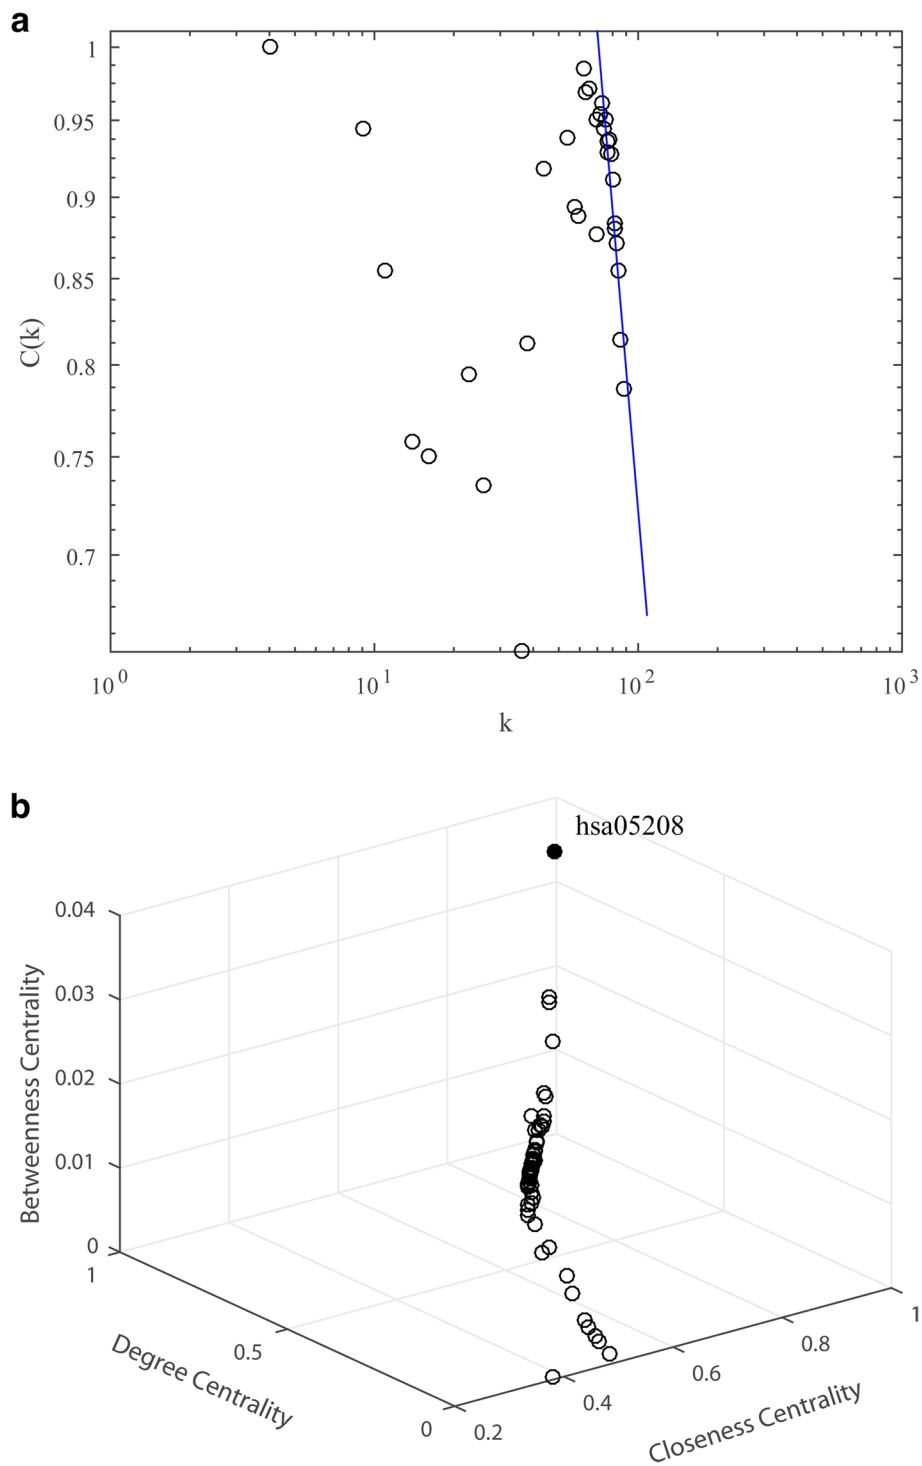 a
1
0.95
0.9
0.85
0.8
0.75
0.7
C(k)
10^0 10^1 10^2 10^3
k
b
hsa05208
0.04
0.03
0.02
0.01
0
Betweenness Centrality
1
0.5
0
Degree Centrality
0.2
0.4
0.6
0.8
1
Closeness Centrality